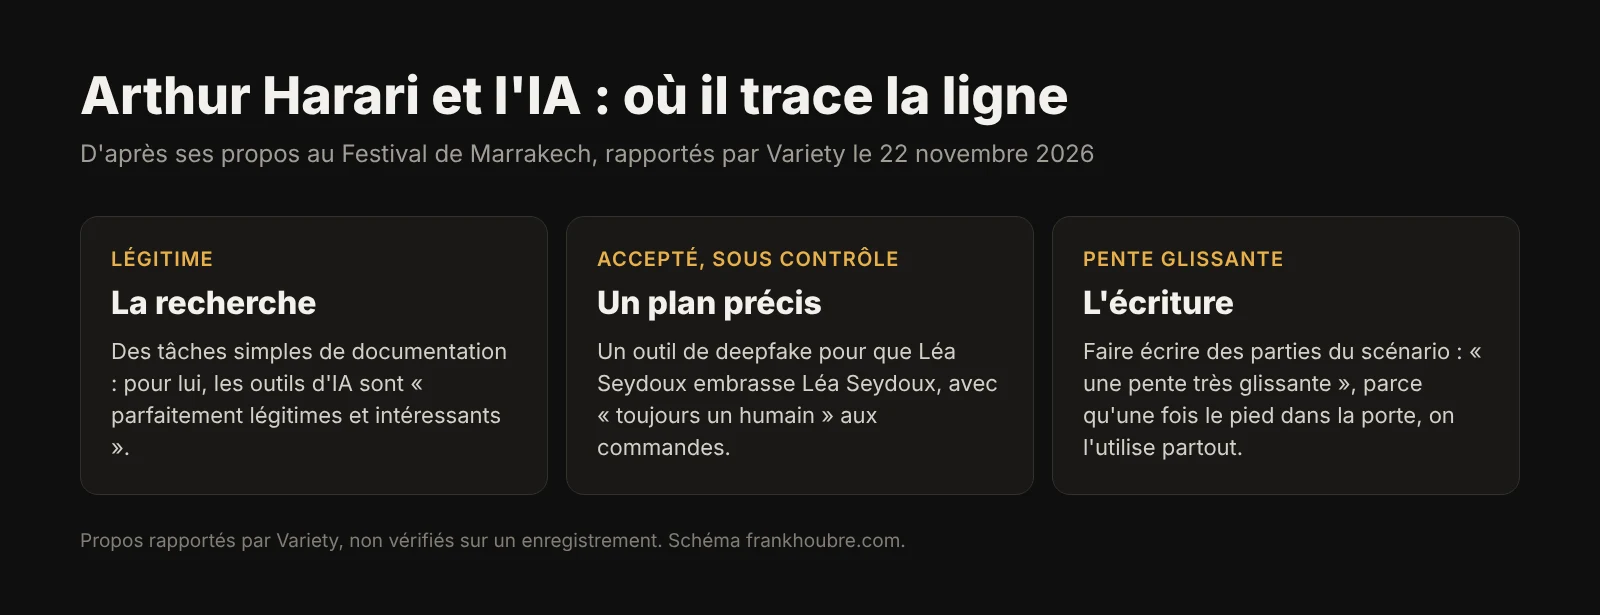 Arthur Harari et l'IA : où il trace la ligne
D'après ses propos au Festival de Marrakech, rapportés par Variety le 22 novembre 2026
LÉGITIME
La recherche
Des tâches simples de documentation
: pour lui, les outils d'IA sont «
parfaitement légitimes et intéressants
».
ACCEPTÉ, SOUS CONTRÔLE
Un plan précis
Un outil de deepfake pour que Léa
Seydoux embrasse Léa Seydoux, avec
« toujours un humain » aux
commandes.
PENTE GLISSANTE
L'écriture
Faire écrire des parties du scénario : «
une pente très glissante », parce
qu'une fois le pied dans la porte, on
l'utilise partout.
Propos rapportés par Variety, non vérifiés sur un enregistrement. Schéma frankhoubre.com.